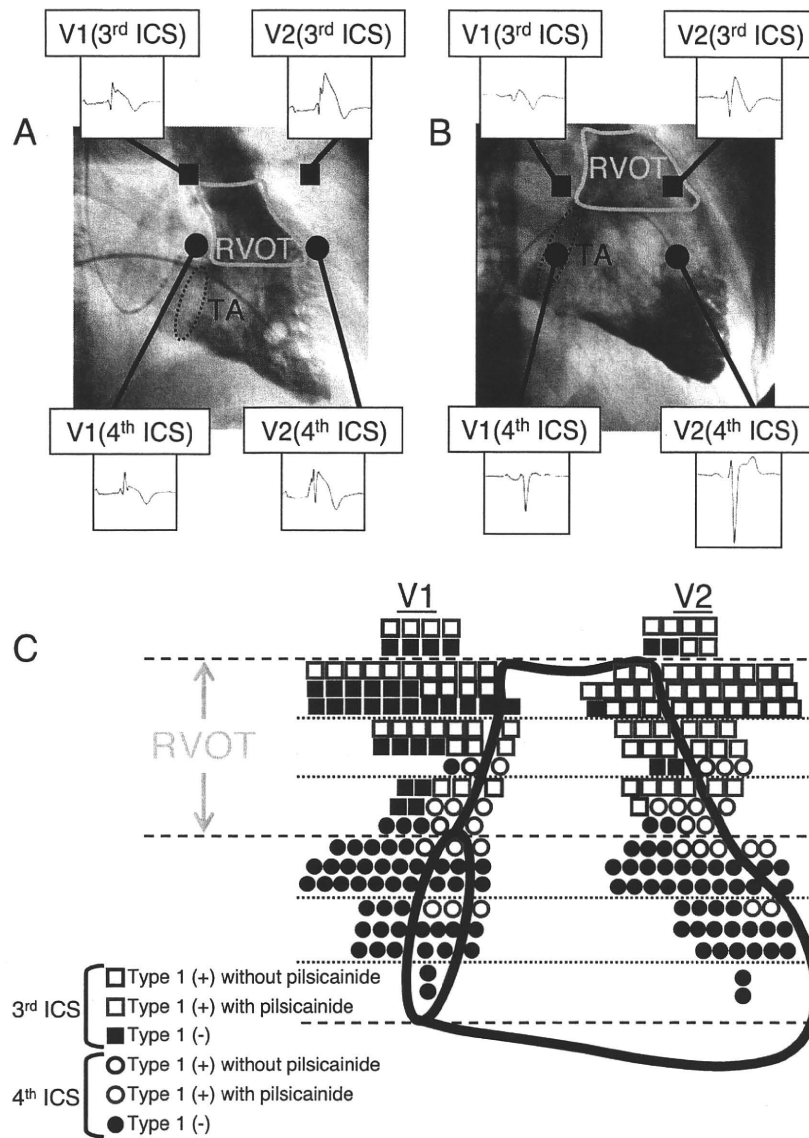 V1(3rd ICS)
V2(3rd ICS)
V1(3rd ICS)
V2(3rd ICS)
A
B
RVOT
TA
RVOT
TA
V1(4th ICS)
V2(4th ICS)
V1(4th ICS)
V2(4th ICS)
C
V1
V2
RVOT
3rd ICS
Type 1 (+) without pilsicainide
Type 1 (+) with pilsicainide
Type 1 (-)
4th ICS
Type 1 (+) without pilsicainide
Type 1 (+) with pilsicainide
Type 1 (-)